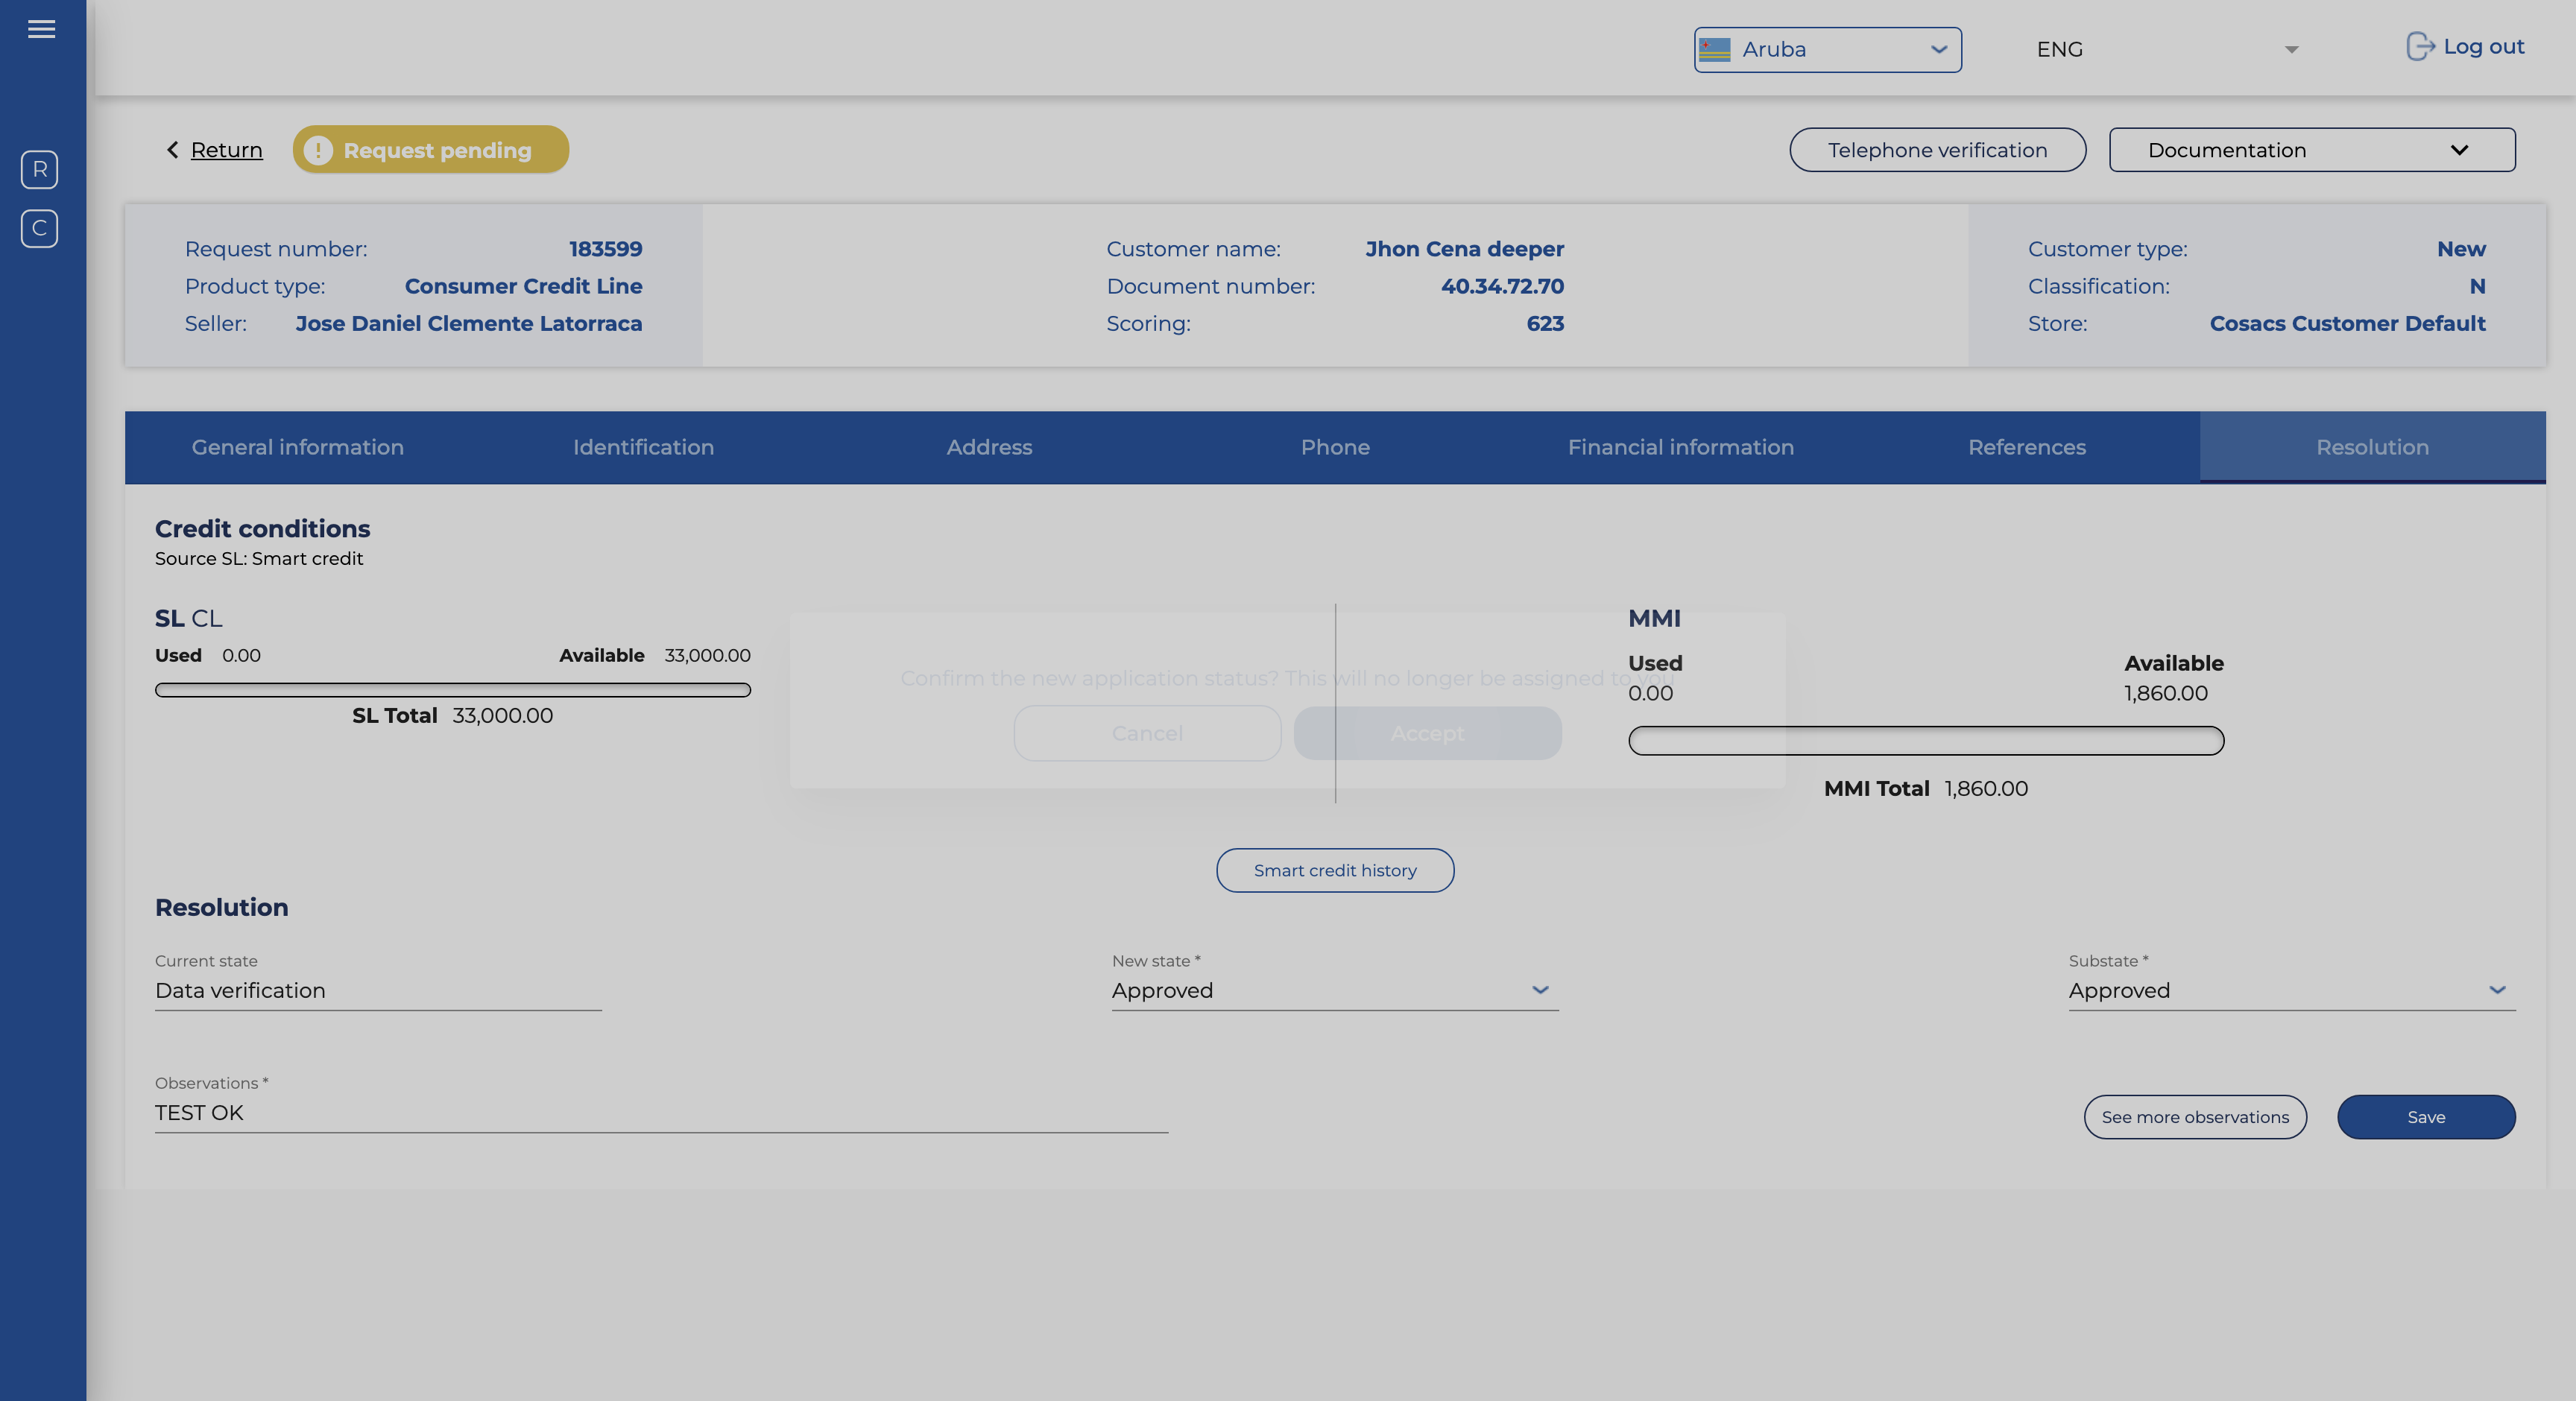 Aruba
ENG
Log out
R
C
Return
Request pending
Telephone verification
Documentation
Request number: 183599
Product type: Consumer Credit Line
Seller: Jose Daniel Clemente Latorraca
Customer name: Jhon Cena deeper
Document number: 40.34.72.70
Scoring: 623
Customer type: New
Classification: N
Store: Cosacs Customer Default
General information
Identification
Address
Phone
Financial information
References
Resolution
Credit conditions
Source SL: Smart credit
SL CL
Used 0.00
Available 33,000.00
SL Total 33,000.00
Confirm the new application status? This will no longer be assigned to you
Cancel
Accept
MMI
Used
0.00
Available
1,860.00
MMI Total 1,860.00
Smart credit history
Resolution
Current state
Data verification
New state *
Approved
Substate *
Approved
Observations *
TEST OK
See more observations
Save